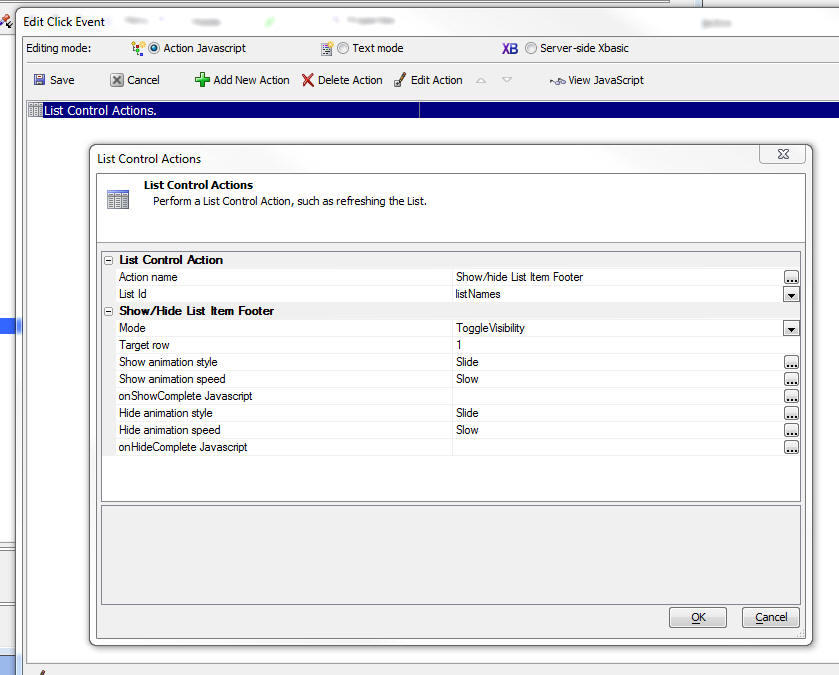 Edit Click Event
Editing mode: Action Javascript Text mode XB Server-side Xbasic
Save Cancel Add New Action Delete Action Edit Action View JavaScript
List Control Actions.
List Control Actions
List Control Actions
Perform a List Control Action, such as refreshing the List.
List Control Action
Action name Show/hide List Item Footer ...
List Id listNames
Show/Hide List Item Footer
Mode ToggleVisibility
Target row 1
Show animation style Slide ...
Show animation speed Slow ...
onShowComplete Javascript ...
Hide animation style Slide ...
Hide animation speed Slow ...
onHideComplete Javascript ...
OK Cancel